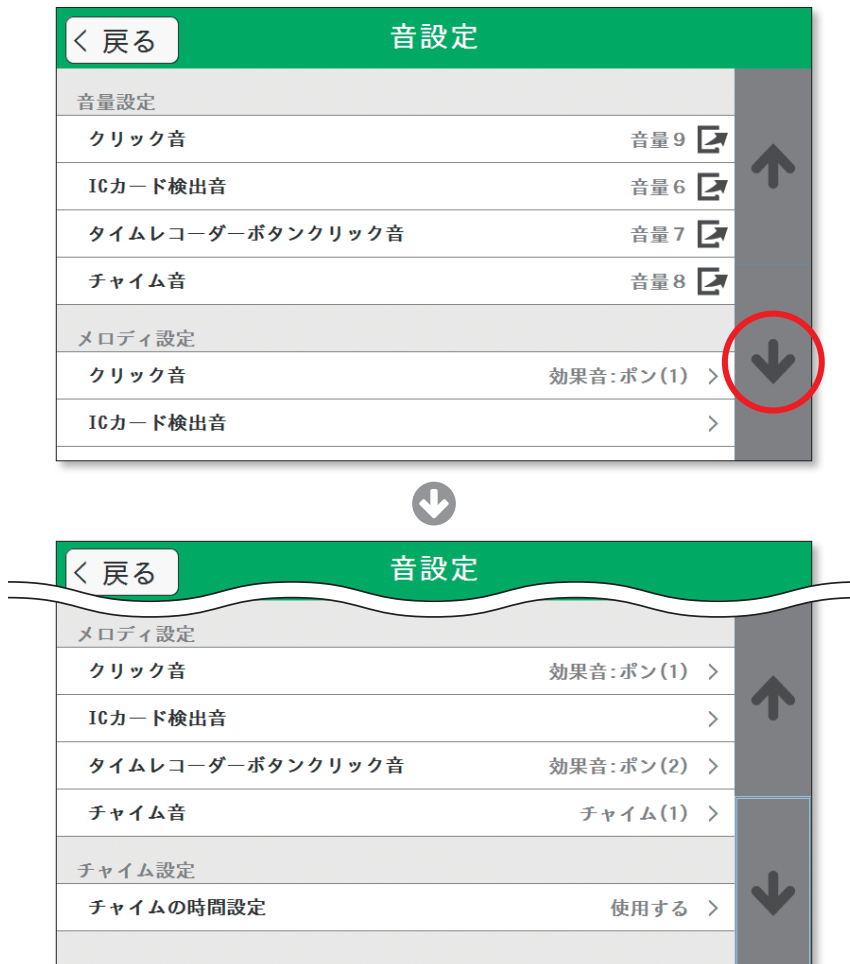 戻る
音設定
音量設定
クリック音 音量9
ICカード検出音 音量6
タイムレコーダーボタンクリック音 音量7
チャイム音 音量8
メロディ設定
クリック音 効果音:ポン(1)
ICカード検出音
戻る
音設定
メロディ設定
クリック音 効果音:ポン(1)
ICカード検出音
タイムレコーダーボタンクリック音 効果音:ポン(2)
チャイム音 チャイム(1)
チャイム設定
チャイムの時間設定 使用する